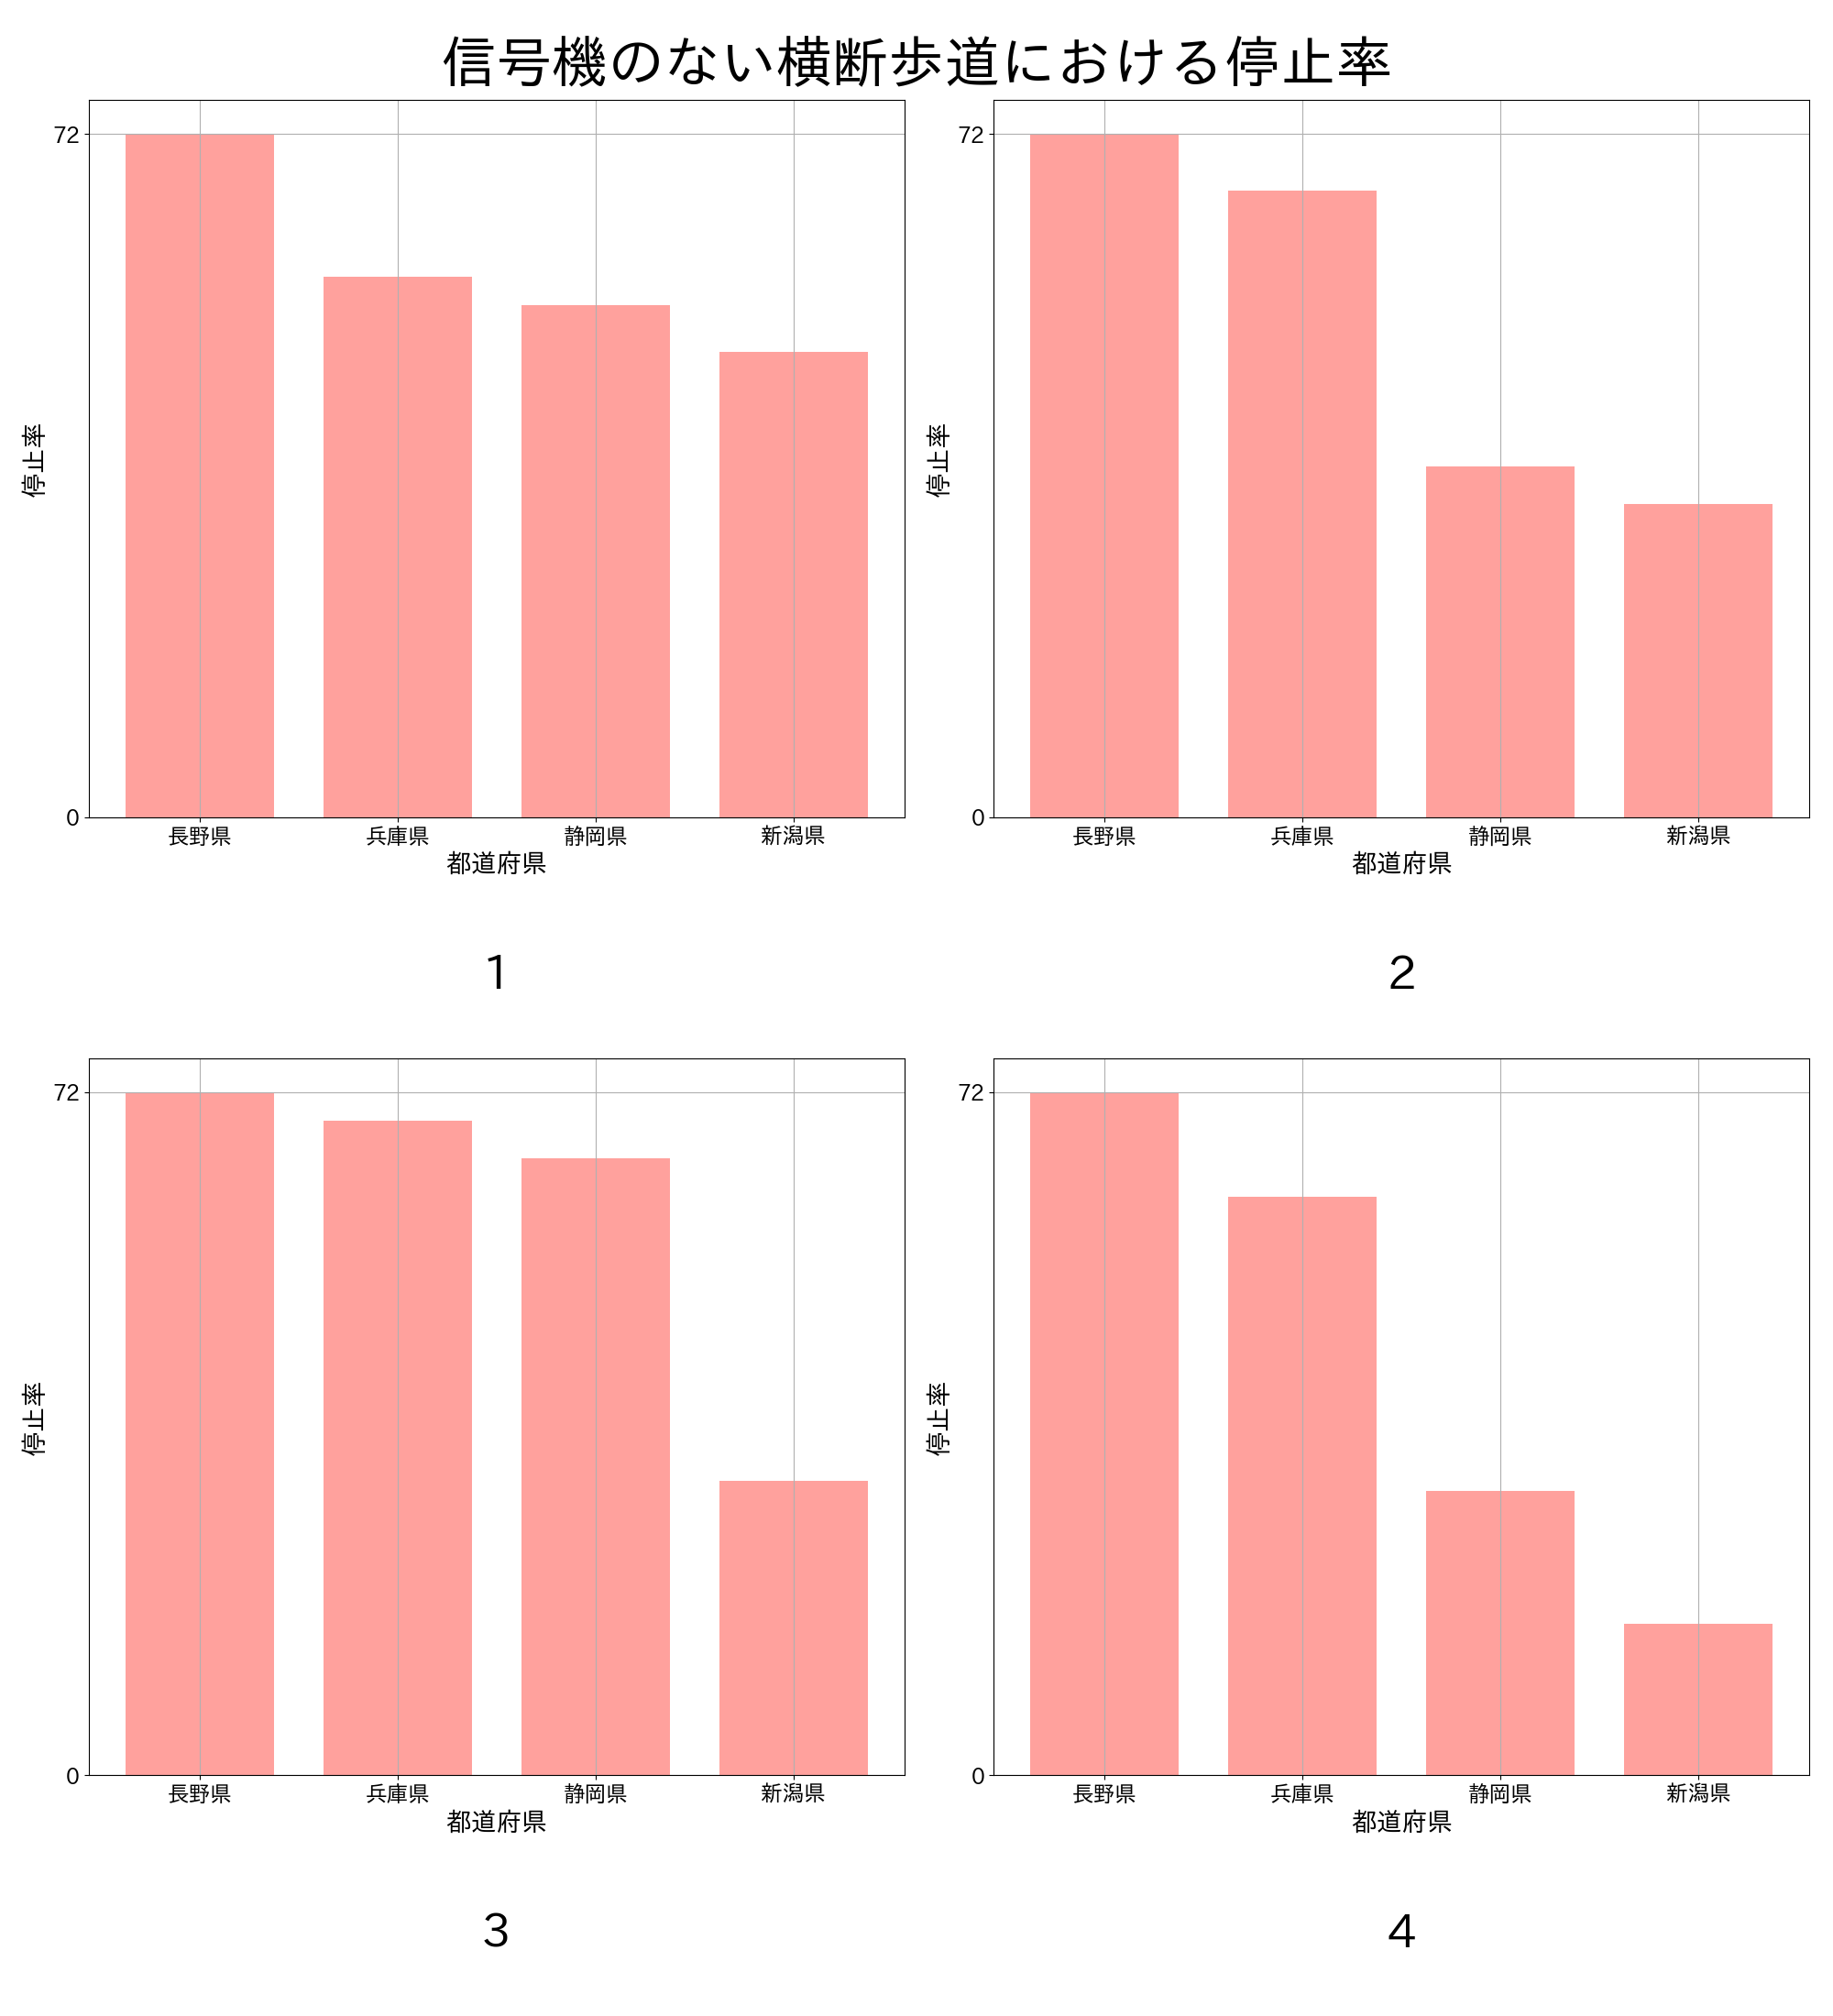 信号機のない横断歩道における停止率
72
0
停止率
長野県 兵庫県 静岡県 新潟県
都道府県
1
72
0
停止率
長野県 兵庫県 静岡県 新潟県
都道府県
2
72
0
停止率
長野県 兵庫県 静岡県 新潟県
都道府県
3
72
0
停止率
長野県 兵庫県 静岡県 新潟県
都道府県
4